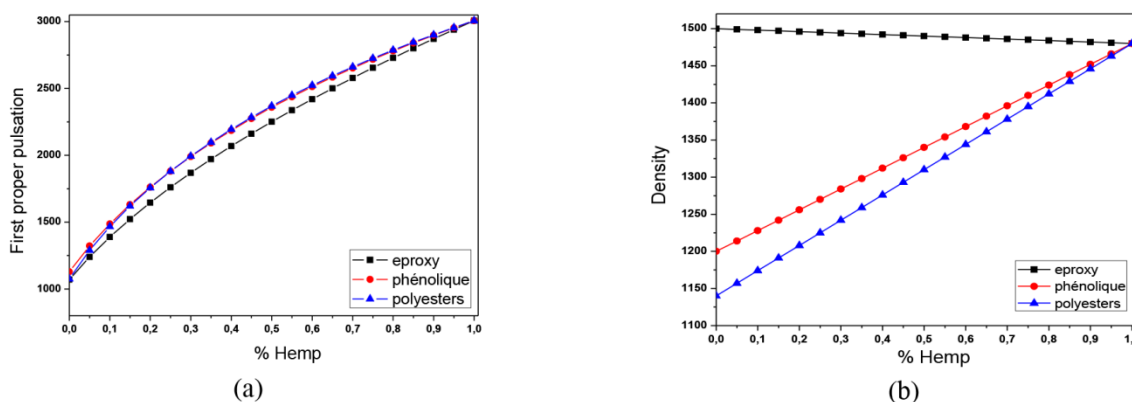 3000
2500
2000
1500
1000
First proper pulsation
eproxy
phénolique
polyesters
0,0 0,1 0,2 0,3 0,4 0,5 0,6 0,7 0,8 0,9 1,0
% Hemp
(a)
1500
1450
1400
1350
1300
1250
1200
1150
1100
Density
eproxy
phénolique
polyesters
0,0 0,1 0,2 0,3 0,4 0,5 0,6 0,7 0,8 0,9 1,
% Hemp
(b)